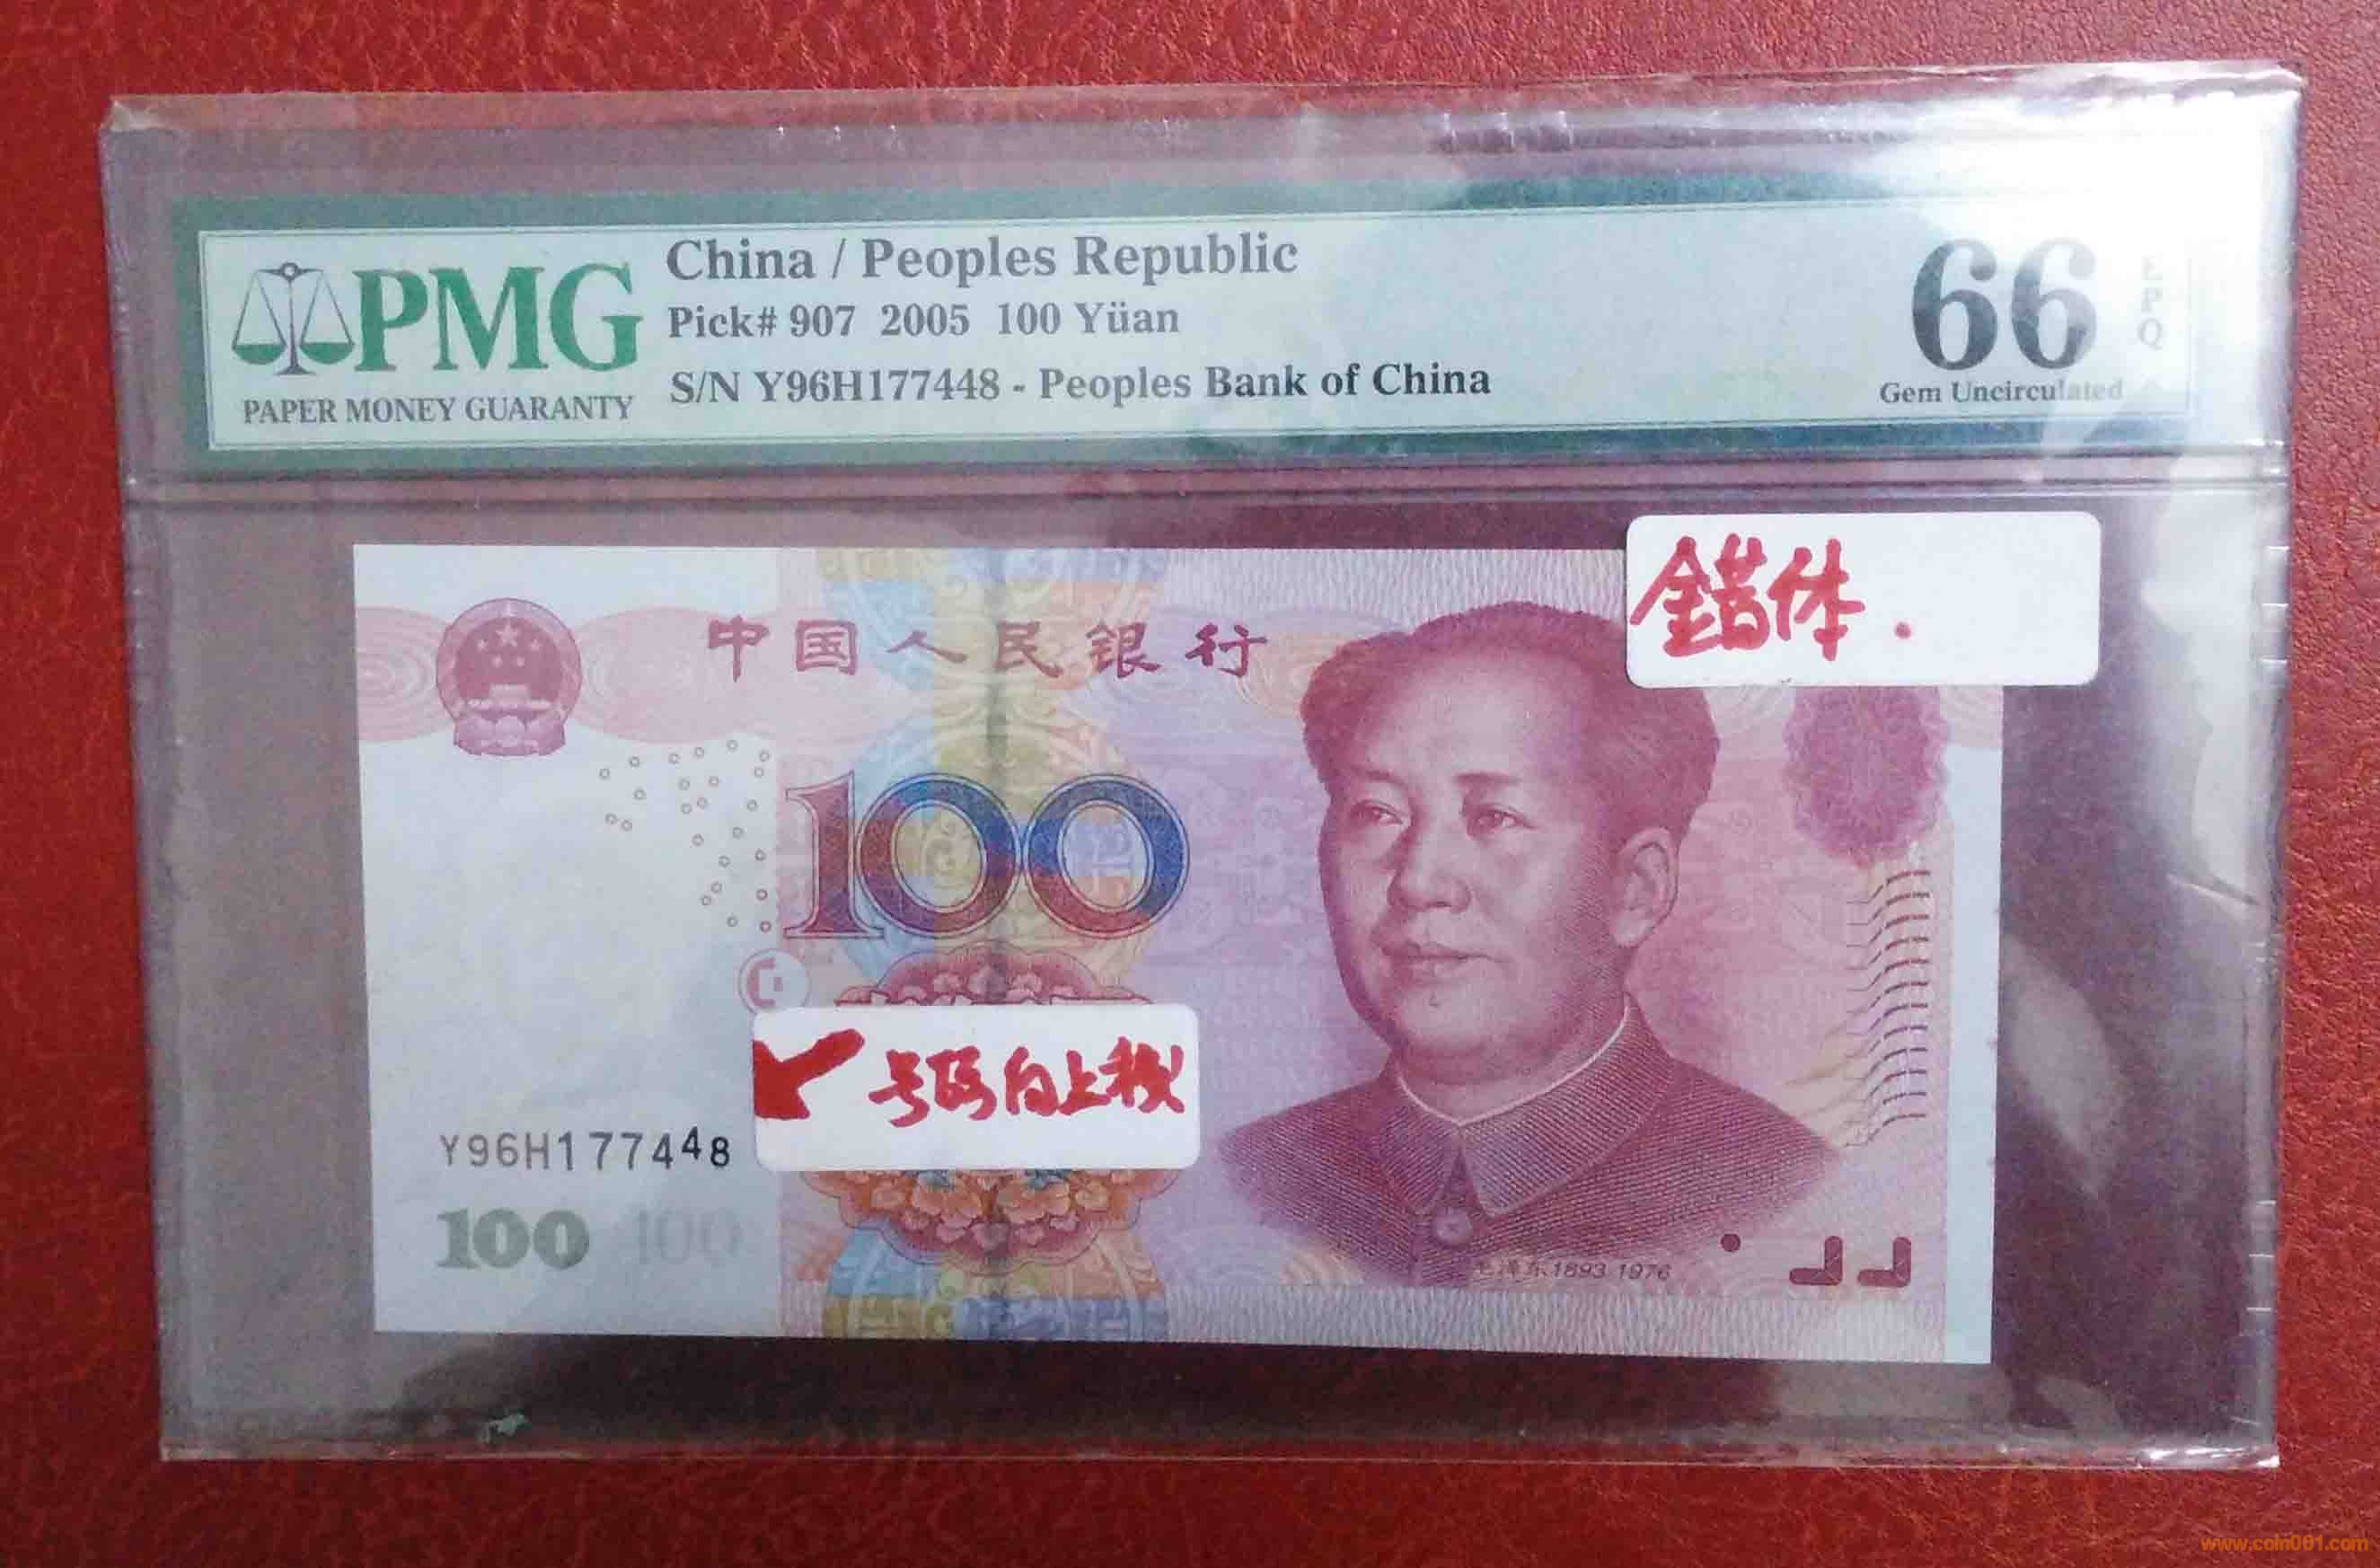 PMG
PAPER MONEY GUARANTY
China / Peoples Republic
Pick# 907 2005 100 Yüan
S/N Y96H177448 - Peoples Bank of China
66
EPQ
Gem Uncirculated
錯体.
中国人民銀行
100
号码向上移
Y96H177448
100 100
毛泽东1893 1976
www.coin001.com